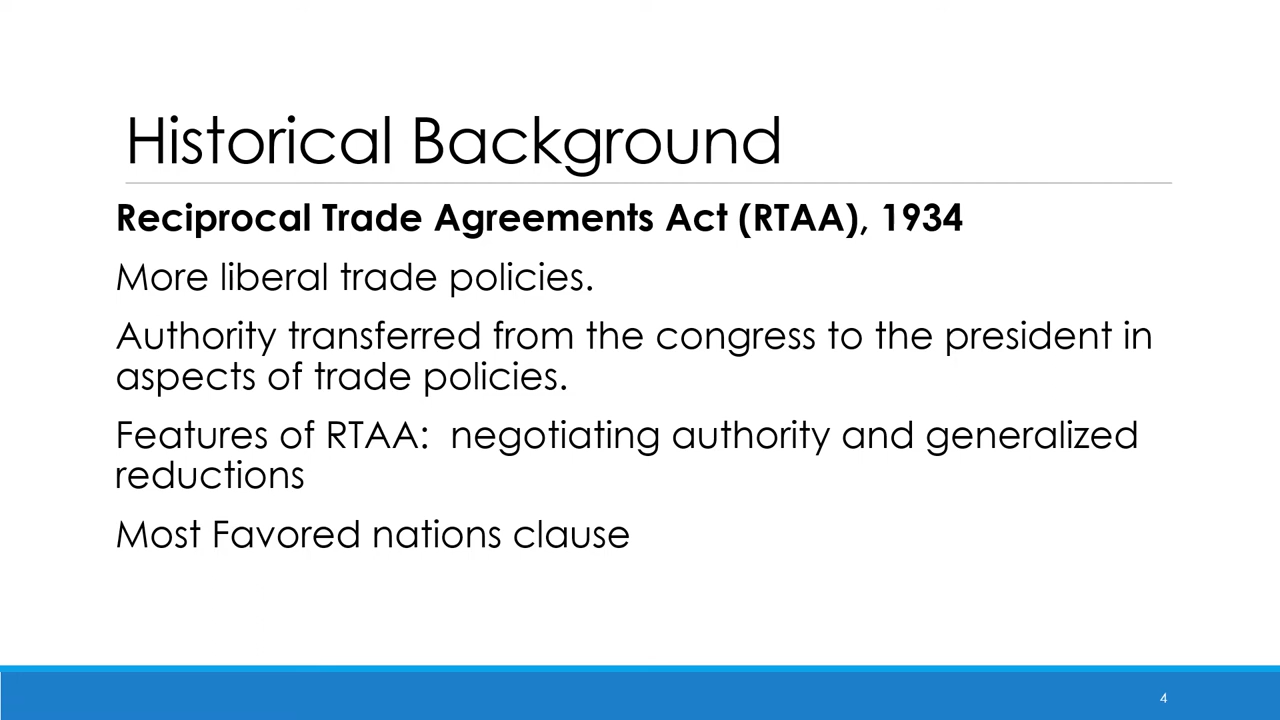 Historical Background
Reciprocal Trade Agreements Act (RTAA), 1934
More liberal trade policies.
Authority transferred from the congress to the president in
aspects of trade policies.
Features of RTAA:  negotiating authority and generalized
reductions
Most Favored nations clause
4